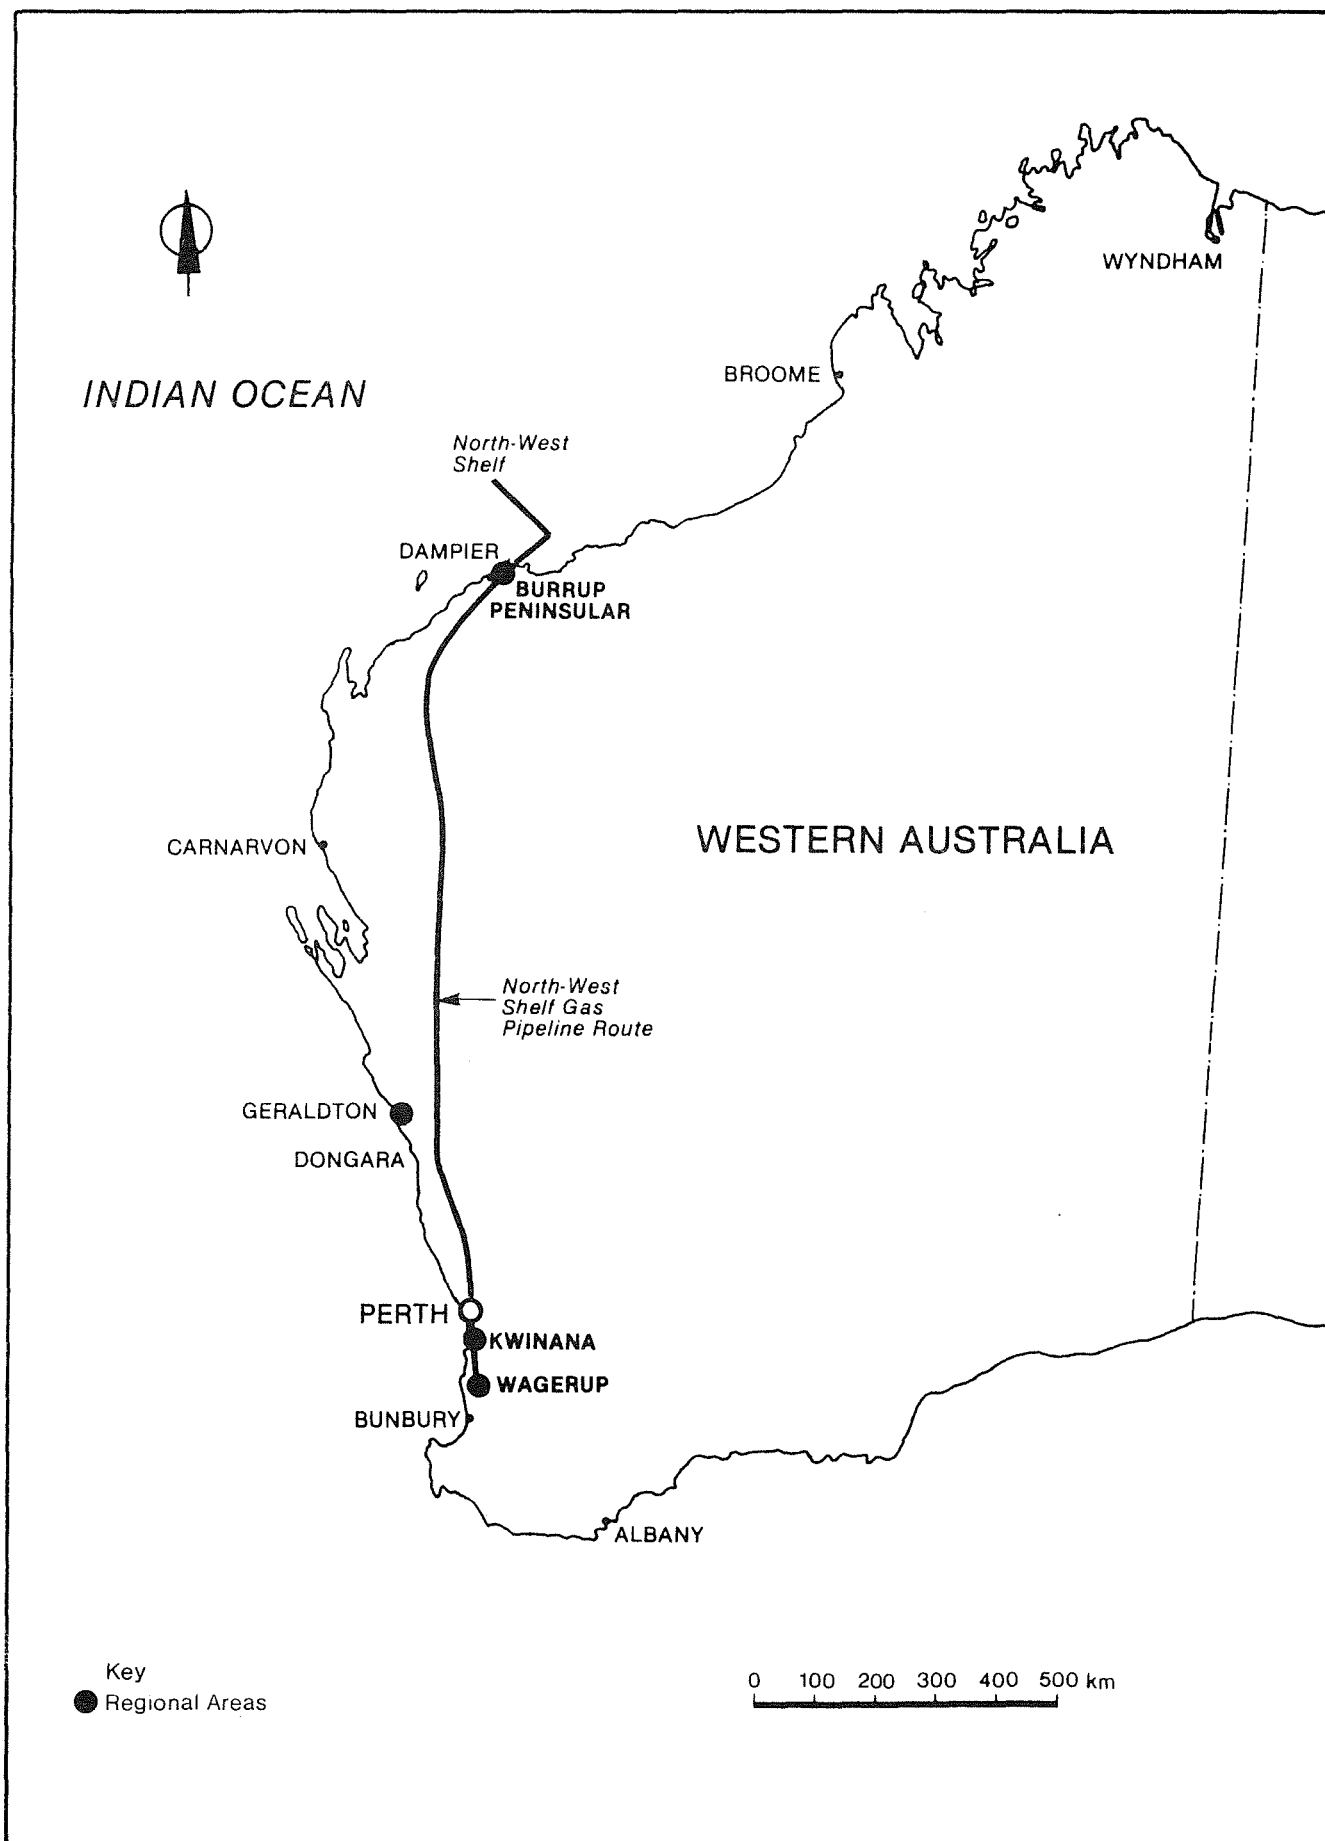 WYNDHAM
BROOME
INDIAN OCEAN
North-West
Shelf
DAMPIER
BURRUP
PENINSULAR
WESTERN AUSTRALIA
CARNARVON
North-West
Shelf Gas
Pipeline Route
GERALDTON
DONGARA
PERTH
KWINANA
WAGERUP
BUNBURY
ALBANY
Key
Regional Areas
0 100 200 300 400 500 km